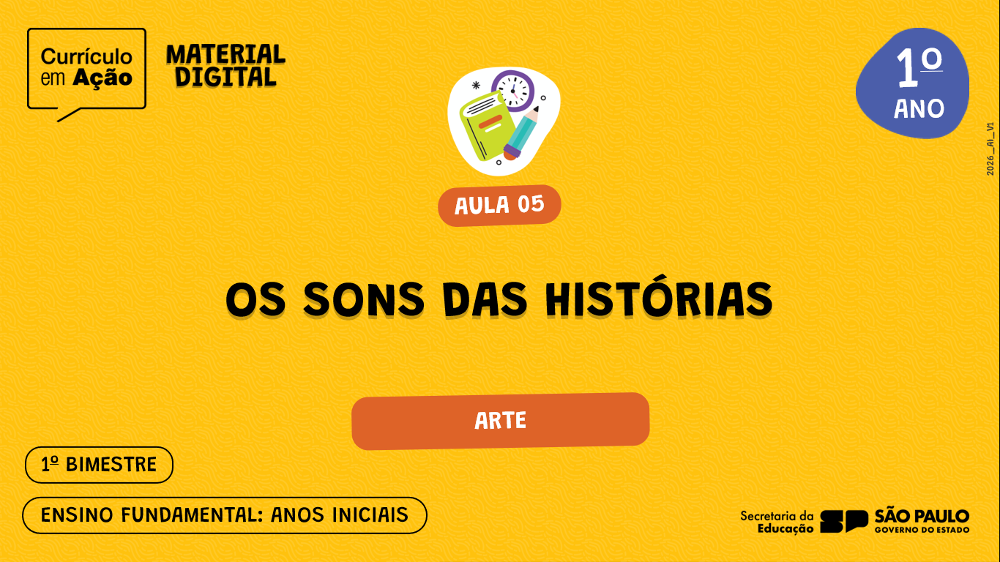 Currículo
em Ação
MATERIAL
DIGITAL
1º
ANO
2026_AI_V1
AULA 05
OS SONS DAS HISTÓRIAS
ARTE
1º BIMESTRE
ENSINO FUNDAMENTAL: ANOS INICIAIS
Secretaria da
Educação
SP
SÃO PAULO
GOVERNO DO ESTADO